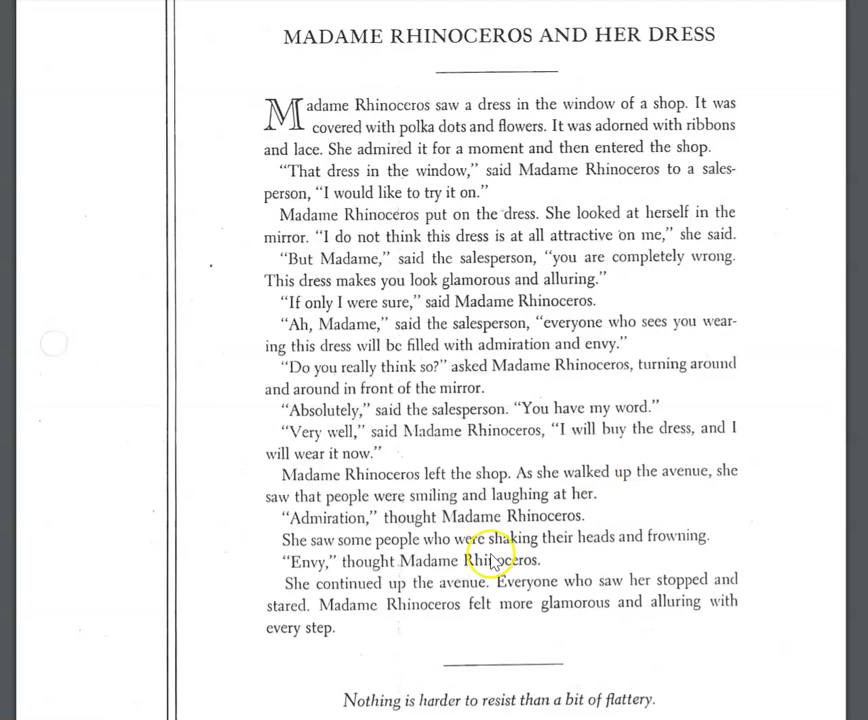 MADAME RHINOCEROS AND HER DRESS
Madame Rhinoceros saw a dress in the window of a shop. It was
covered with polka dots and flowers. It was adorned with ribbons
and lace. She admired it for a moment and then entered the shop.
“That dress in the window,” said Madame Rhinoceros to a sales-
person, “I would like to try it on.”
Madame Rhinoceros put on the dress. She looked at herself in the
mirror. “I do not think this dress is at all attractive on me,” she said.
“But Madame,” said the salesperson, “you are completely wrong.
This dress makes you look glamorous and alluring.”
“If only I were sure,” said Madame Rhinoceros.
“Ah, Madame,” said the salesperson, “everyone who sees you wear-
ing this dress will be filled with admiration and envy.”
“Do you really think so?” asked Madame Rhinoceros, turning around
and around in front of the mirror.
“Absolutely,” said the salesperson. “You have my word.”
“Very well,” said Madame Rhinoceros, “I will buy the dress, and I
will wear it now.”
Madame Rhinoceros left the shop. As she walked up the avenue, she
saw that people were smiling and laughing at her.
“Admiration,” thought Madame Rhinoceros.
She saw some people who were shaking their heads and frowning.
“Envy,” thought Madame Rhinoceros.
She continued up the avenue. Everyone who saw her stopped and
stared. Madame Rhinoceros felt more glamorous and alluring with
every step.
Nothing is harder to resist than a bit of flattery.